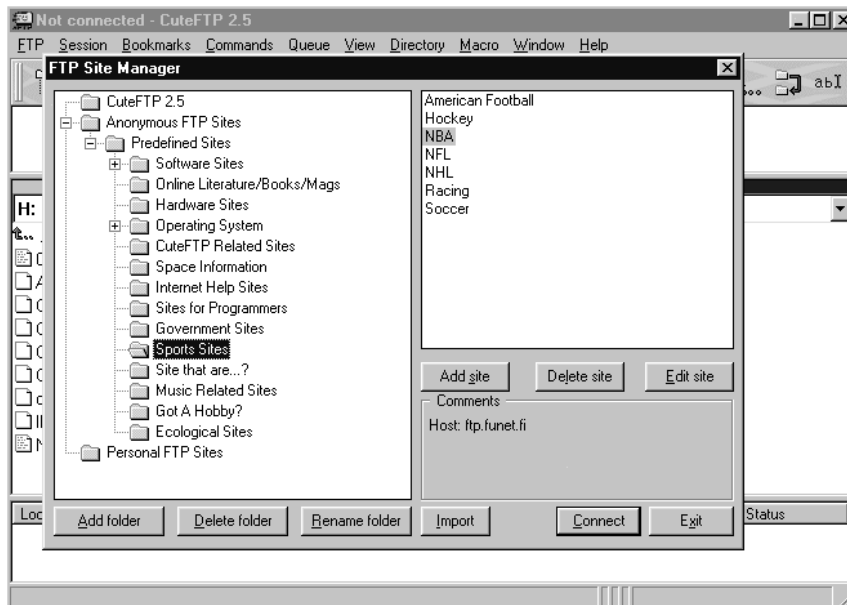 Not connected - CuteFTP 2.5
FTP Session Bookmarks Commands Queue View Directory Macro Window Help
FTP Site Manager
abI
CuteFTP 2.5
Anonymous FTP Sites
Predefined Sites
Software Sites
Online Literature/Books/Mags
Hardware Sites
Operating System
CuteFTP Related Sites
Space Information
Internet Help Sites
Sites for Programmers
Government Sites
Sports Sites
Site that are...?
Music Related Sites
Got A Hobby?
Ecological Sites
Personal FTP Sites
American Football
Hockey
NBA
NFL
NHL
Racing
Soccer
Add site Delete site Edit site
Comments
Host: ftp.funet.fi
Add folder Delete folder Rename folder Import Connect Exit
H:
Status